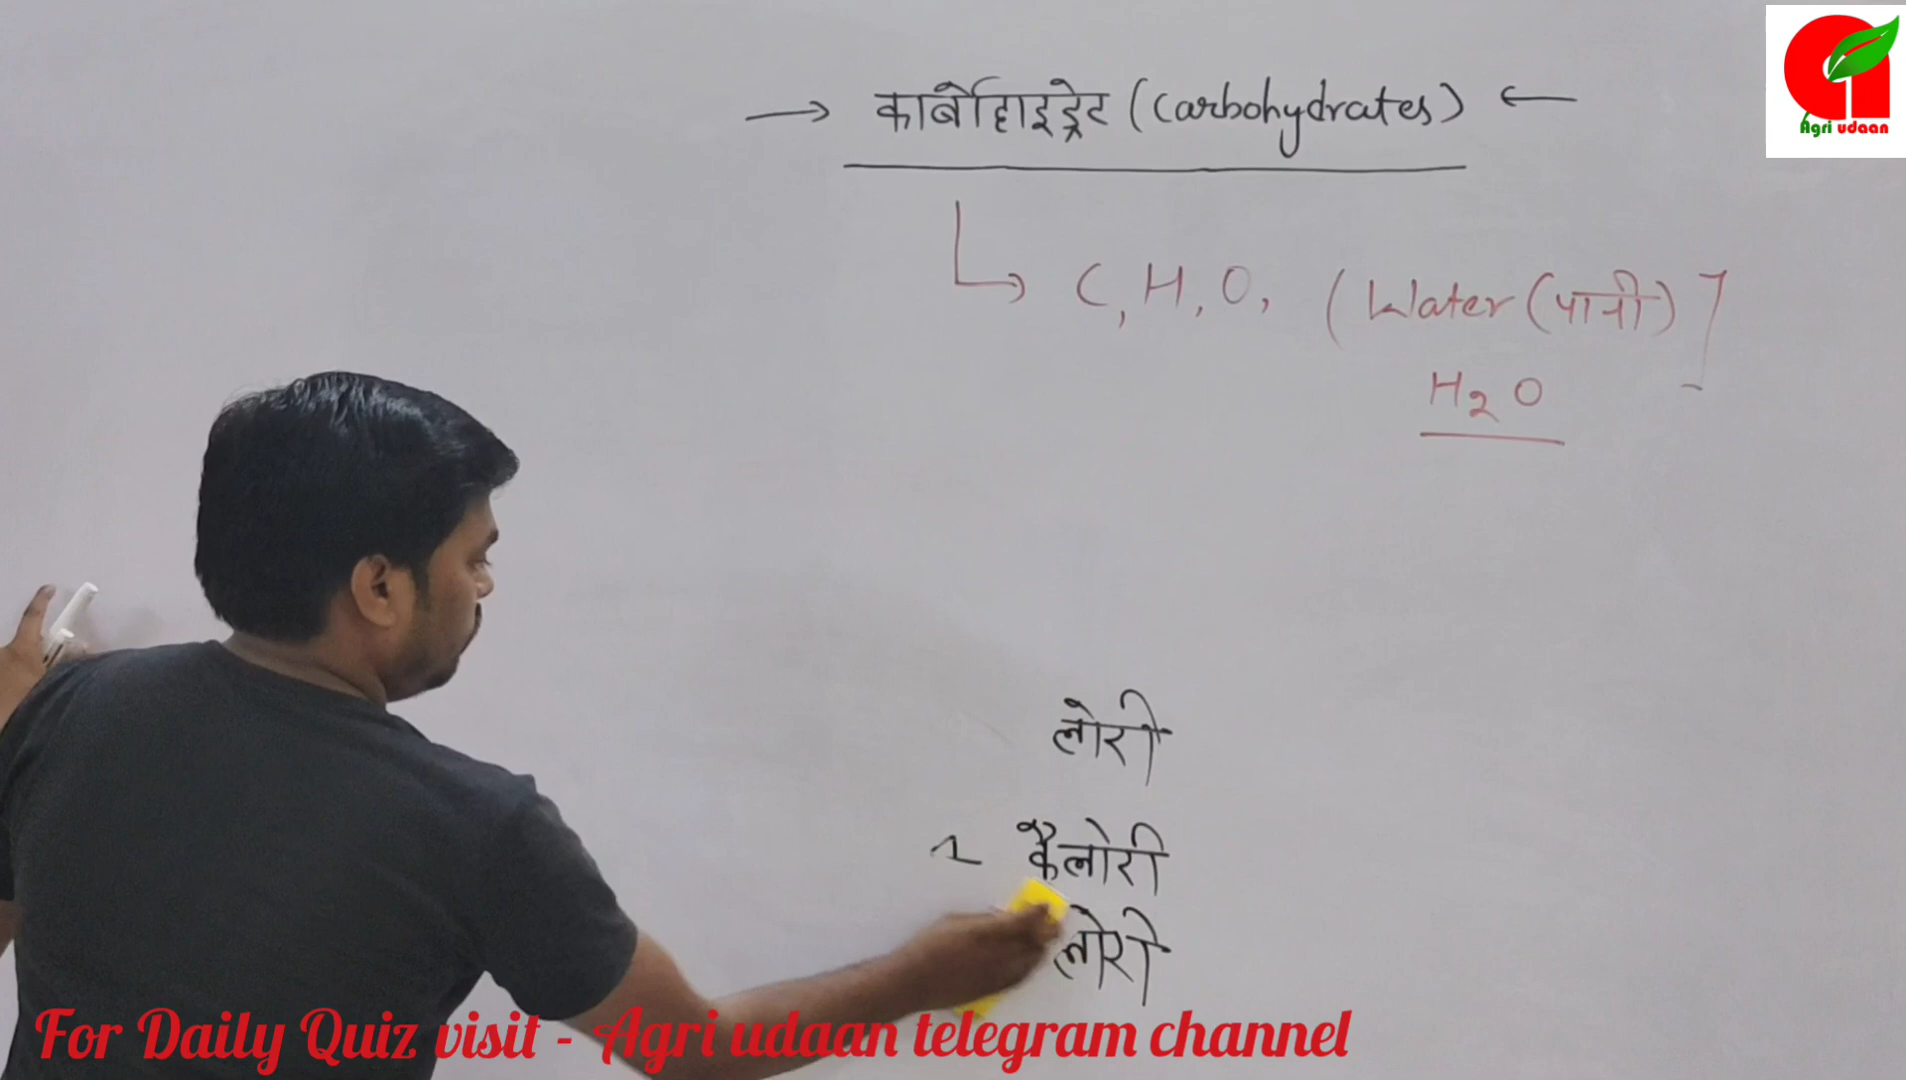 → कार्बोहाइड्रेट (Carbohydrates) ←
Agri udaan
↳ C, H, O, ( Water (पानी) ]
H2O
लोरी
1 कैलोरी
लोरी
For Daily Quiz visit - Agri udaan telegram channel